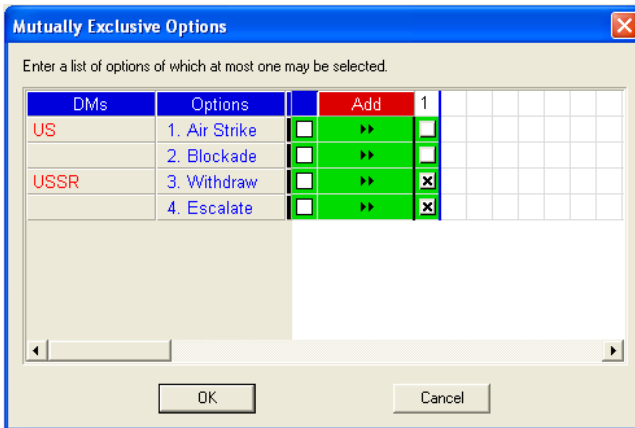 Mutually Exclusive Options
Enter a list of options of which at most one may be selected.
DMs Options Add 1
US 1. Air Strike
2. Blockade
USSR 3. Withdraw
4. Escalate
OK Cancel